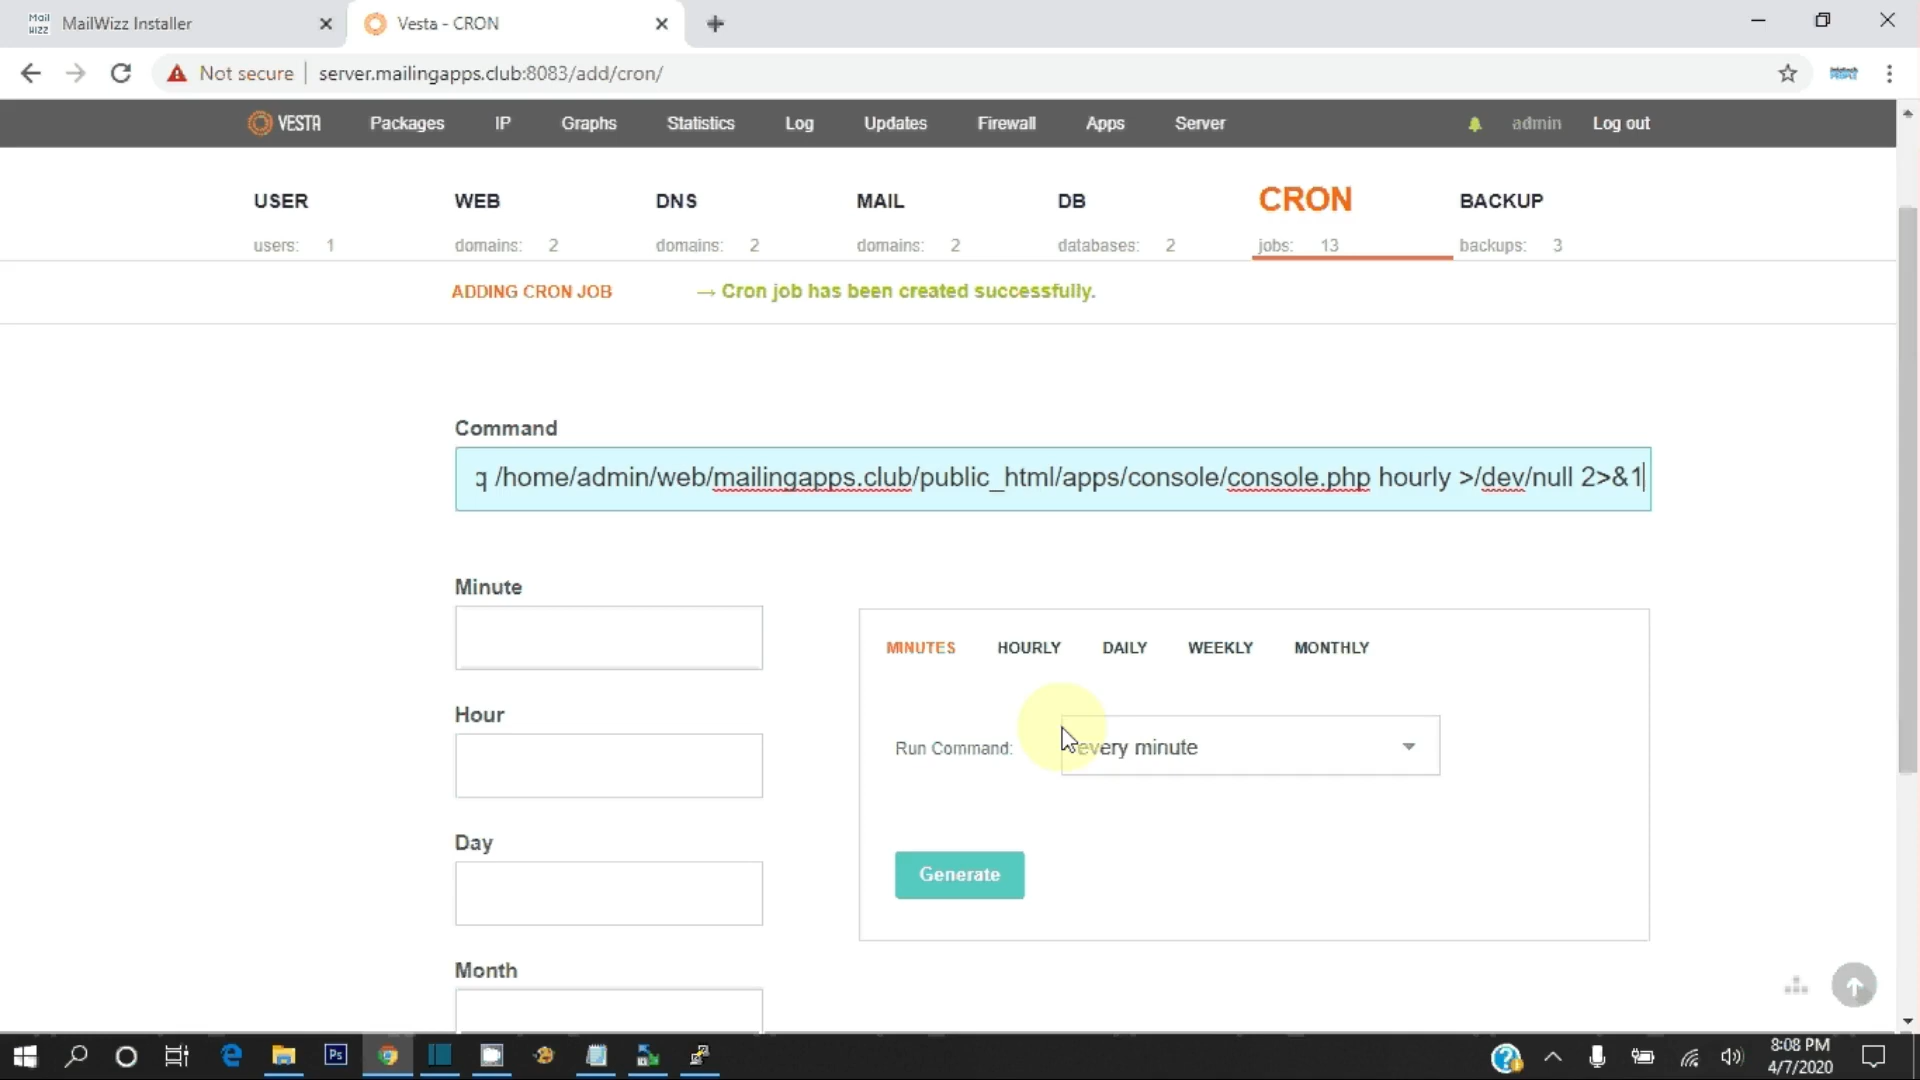 Mail Wizz MailWizz Installer
Vesta - CRON
Not secure server.mailingapps.club:8083/add/cron/
VESTA Packages IP Graphs Statistics Log Updates Firewall Apps Server admin Log out
USER WEB DNS MAIL DB CRON BACKUP
users: 1 domains: 2 domains: 2 domains: 2 databases: 2 jobs: 13 backups: 3
ADDING CRON JOB → Cron job has been created successfully.
Command
q /home/admin/web/mailingapps.club/public_html/apps/console/console.php hourly >/dev/null 2>&1
Minute
MINUTES HOURLY DAILY WEEKLY MONTHLY
Hour
Run Command: every minute
Day
Generate
Month
Ps
8:08 PM
4/7/2020